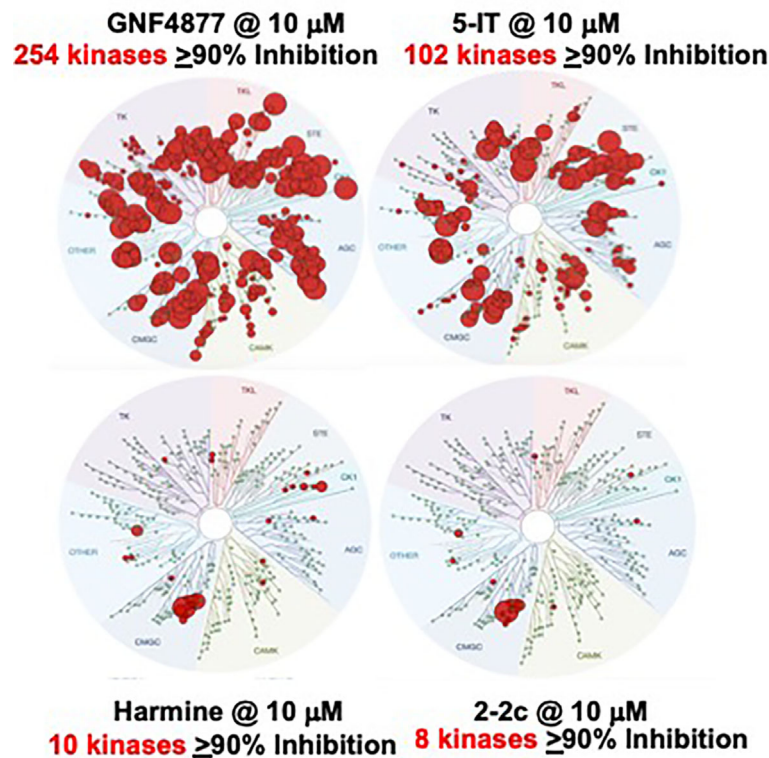 GNF4877 @ 10 µM
254 kinases ≥90% Inhibition
5-IT @ 10 µM
102 kinases ≥90% Inhibition
TK
TKL
STE
AGC
CAMK
CMGC
OTHER
TK
TKL
STE
CK1
AGC
CAMK
CMGC
OTHER
TK
TKL
STE
CK1
AGC
CAMK
CMGC
OTHER
TK
TKL
STE
CK1
AGC
CAMK
CMGC
OTHER
Harmine @ 10 µM
10 kinases ≥90% Inhibition
2-2c @ 10 µM
8 kinases ≥90% Inhibition